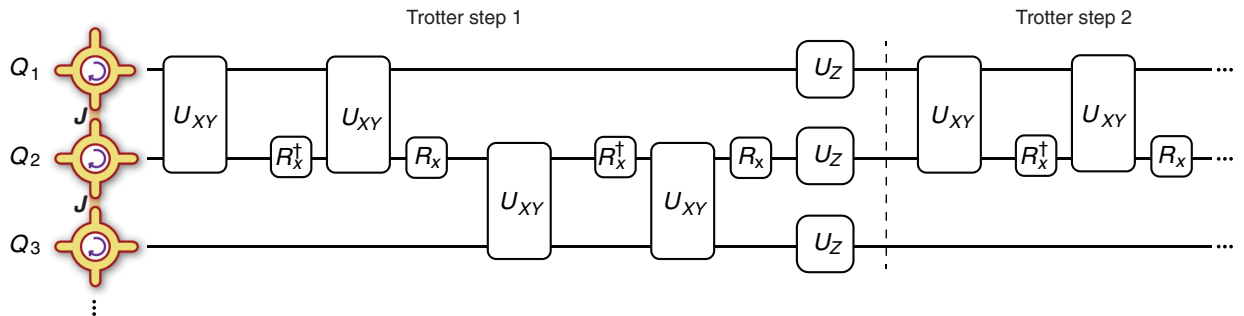 Trotter step 1 Trotter step 2
Q1 U_XY U_XY U_Z U_XY U_XY ...
J
Q2 R_x† R_x R_x† R_x U_Z R_x† R_x ...
J U_XY U_XY
Q3 U_Z ...
⋮